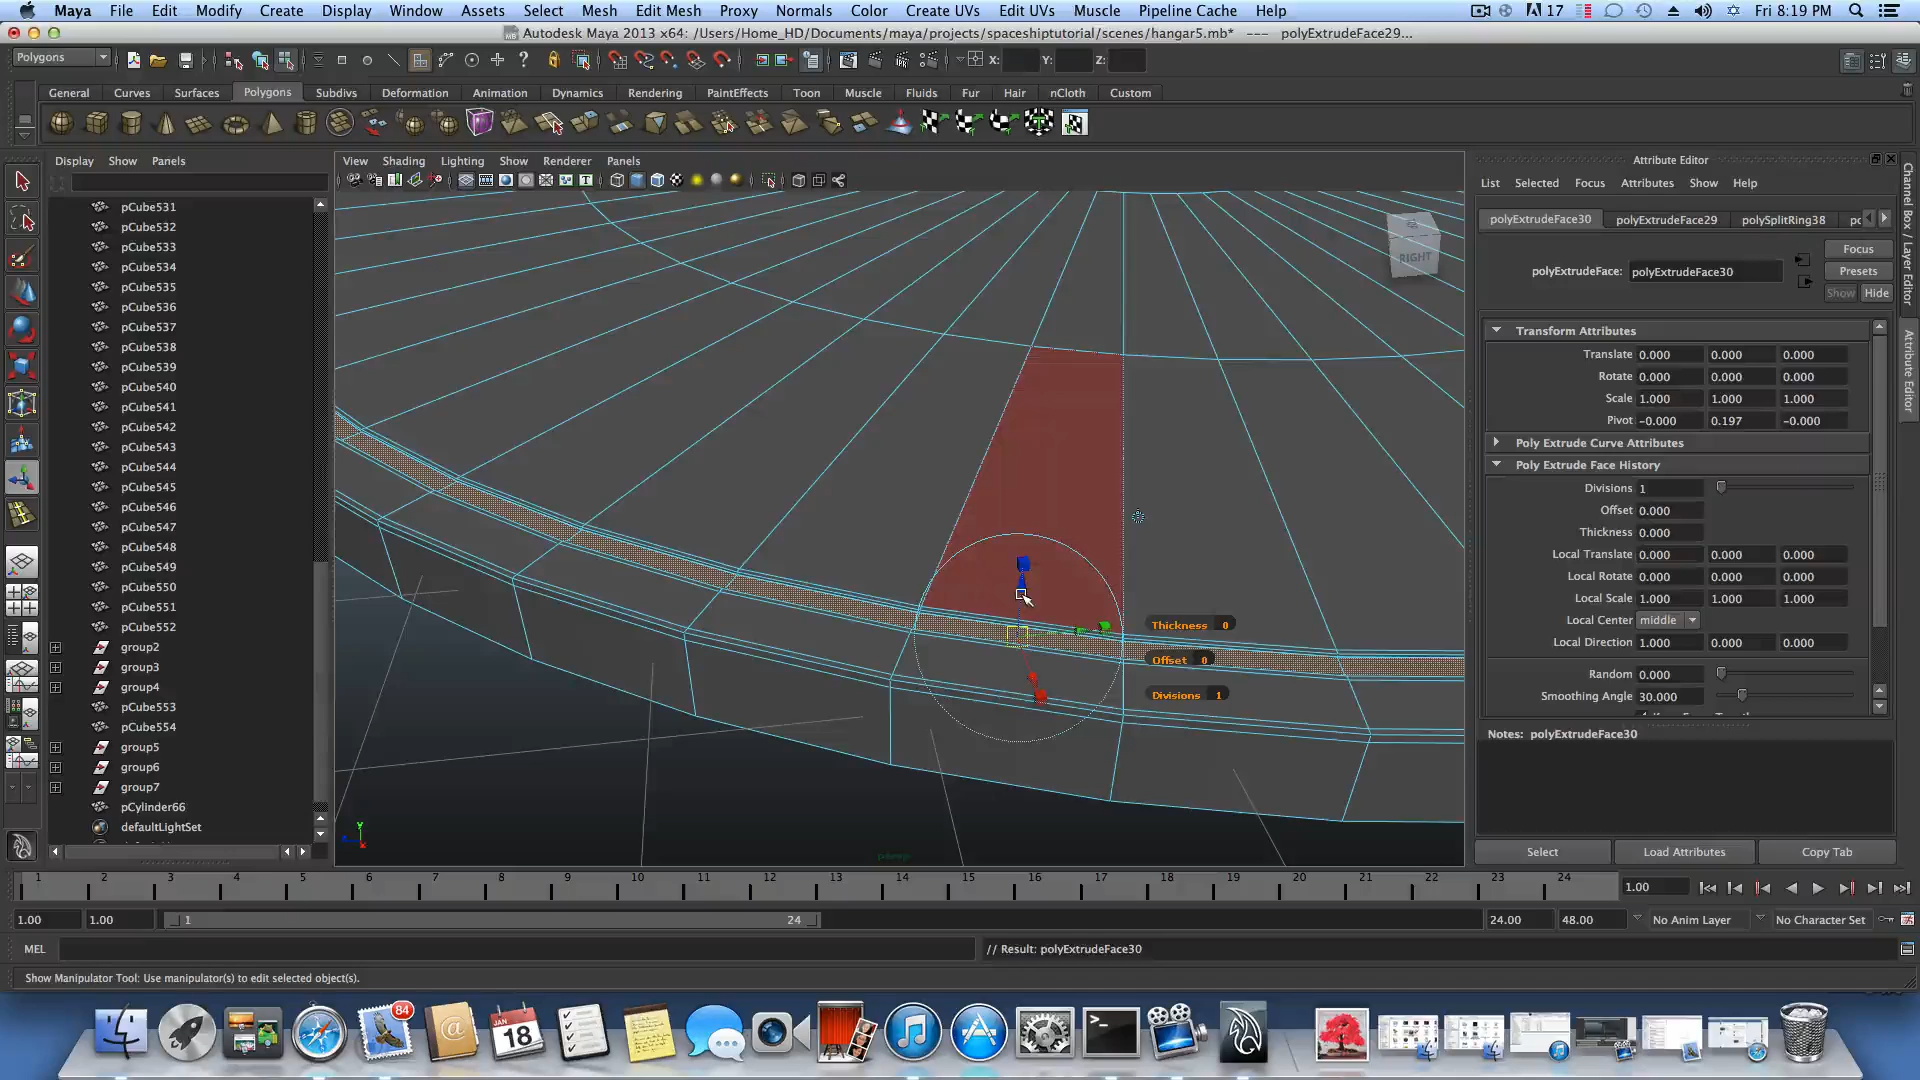 Maya File Edit Modify Create Display Window Assets Select Mesh Edit Mesh Proxy Normals Color Create UVs Edit UVs Muscle Pipeline Cache Help 17 Fri 8:19 PM
Autodesk Maya 2013 x64: /Users/Home_HD/Documents/maya/projects/spaceshiptutorial/scenes/hangar5.mb* --- polyExtrudeFace29...
Polygons X: Y: Z:
General Curves Surfaces Polygons Subdivs Deformation Animation Dynamics Rendering PaintEffects Toon Muscle Fluids Fur Hair nCloth Custom
Display Show Panels
View Shading Lighting Show Renderer Panels
pCube531
pCube532
pCube533
pCube534
pCube535
pCube536
pCube537
pCube538
pCube539
pCube540
pCube541
pCube542
pCube543
pCube544
pCube545
pCube546
pCube547
pCube548
pCube549
pCube550
pCube551
pCube552
group2
group3
group4
pCube553
pCube554
group5
group6
group7
pCylinder66
defaultLightSet
RIGHT
Thickness 0
Offset 0
Divisions 1
Attribute Editor
List Selected Focus Attributes Show Help
polyExtrudeFace30 polyExtrudeFace29 polySplitRing38 pc
Focus
polyExtrudeFace: polyExtrudeFace30 Presets
Show Hide
Transform Attributes
Translate 0.000 0.000 0.000
Rotate 0.000 0.000 0.000
Scale 1.000 1.000 1.000
Pivot -0.000 0.197 -0.000
Poly Extrude Curve Attributes
Poly Extrude Face History
Divisions 1
Offset 0.000
Thickness 0.000
Local Translate 0.000 0.000 0.000
Local Rotate 0.000 0.000 0.000
Local Scale 1.000 1.000 1.000
Local Center middle
Local Direction 1.000 0.000 0.000
Random 0.000
Smoothing Angle 30.000
Notes: polyExtrudeFace30
Select Load Attributes Copy Tab
Channel Box / Layer Editor
Attribute Editor
1 2 3 4 5 6 7 8 9 10 11 12 13 14 15 16 17 18 19 20 21 22 23 24 1.00
1.00 1.00 1 24 24.00 48.00 No Anim Layer No Character Set
MEL // Result: polyExtrudeFace30
Show Manipulator Tool: Use manipulator(s) to edit selected object(s).
84
JAN
18